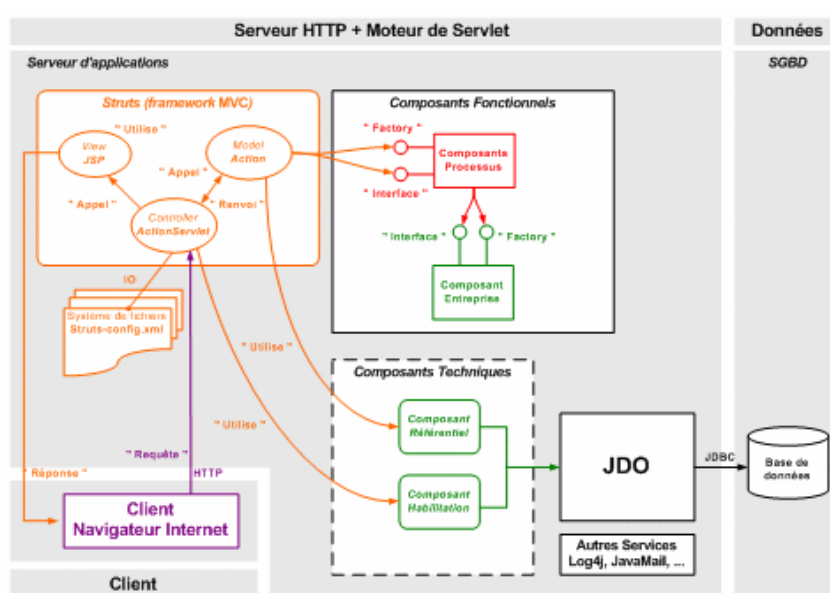 Serveur HTTP + Moteur de Servlet
Données
Serveur d'applications
SGBD
Struts (framework MVC)
" Utilise "
View
JSP
Model
Action
" Appel "
" Appel "
" Renvoi "
Controller
ActionServlet
IO
Système de fichiers
Struts-config.xml
Composants Fonctionnels
" Factory "
Composants
Processus
" Interface "
" Interface "
" Factory "
Composant
Entreprise
" Utilise "
" Utilise "
Composants Techniques
Composant
Référentiel
Composant
Habilitation
JDO
JDBC
Base de
données
Autres Services
Log4j, JavaMail, ...
" Requête "
" Réponse "
HTTP
Client
Navigateur Internet
Client